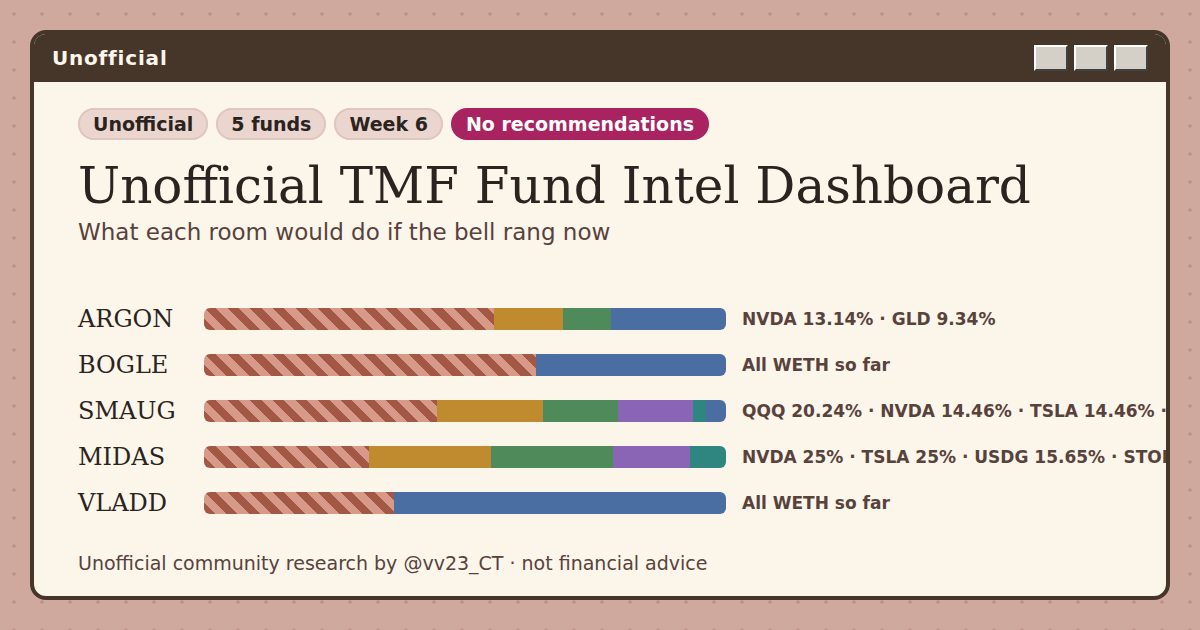 Unofficial
Unofficial 5 funds Week 6 No recommendations
Unofficial TMF Fund Intel Dashboard
What each room would do if the bell rang now
ARGON NVDA 13.14% · GLD 9.34%
BOGLE All WETH so far
SMAUG QQQ 20.24% · NVDA 14.46% · TSLA 14.46% ·
MIDAS NVDA 25% · TSLA 25% · USDG 15.65% ·
VLADD All WETH so far
Unofficial community research by @vv23_CT · not financial advice